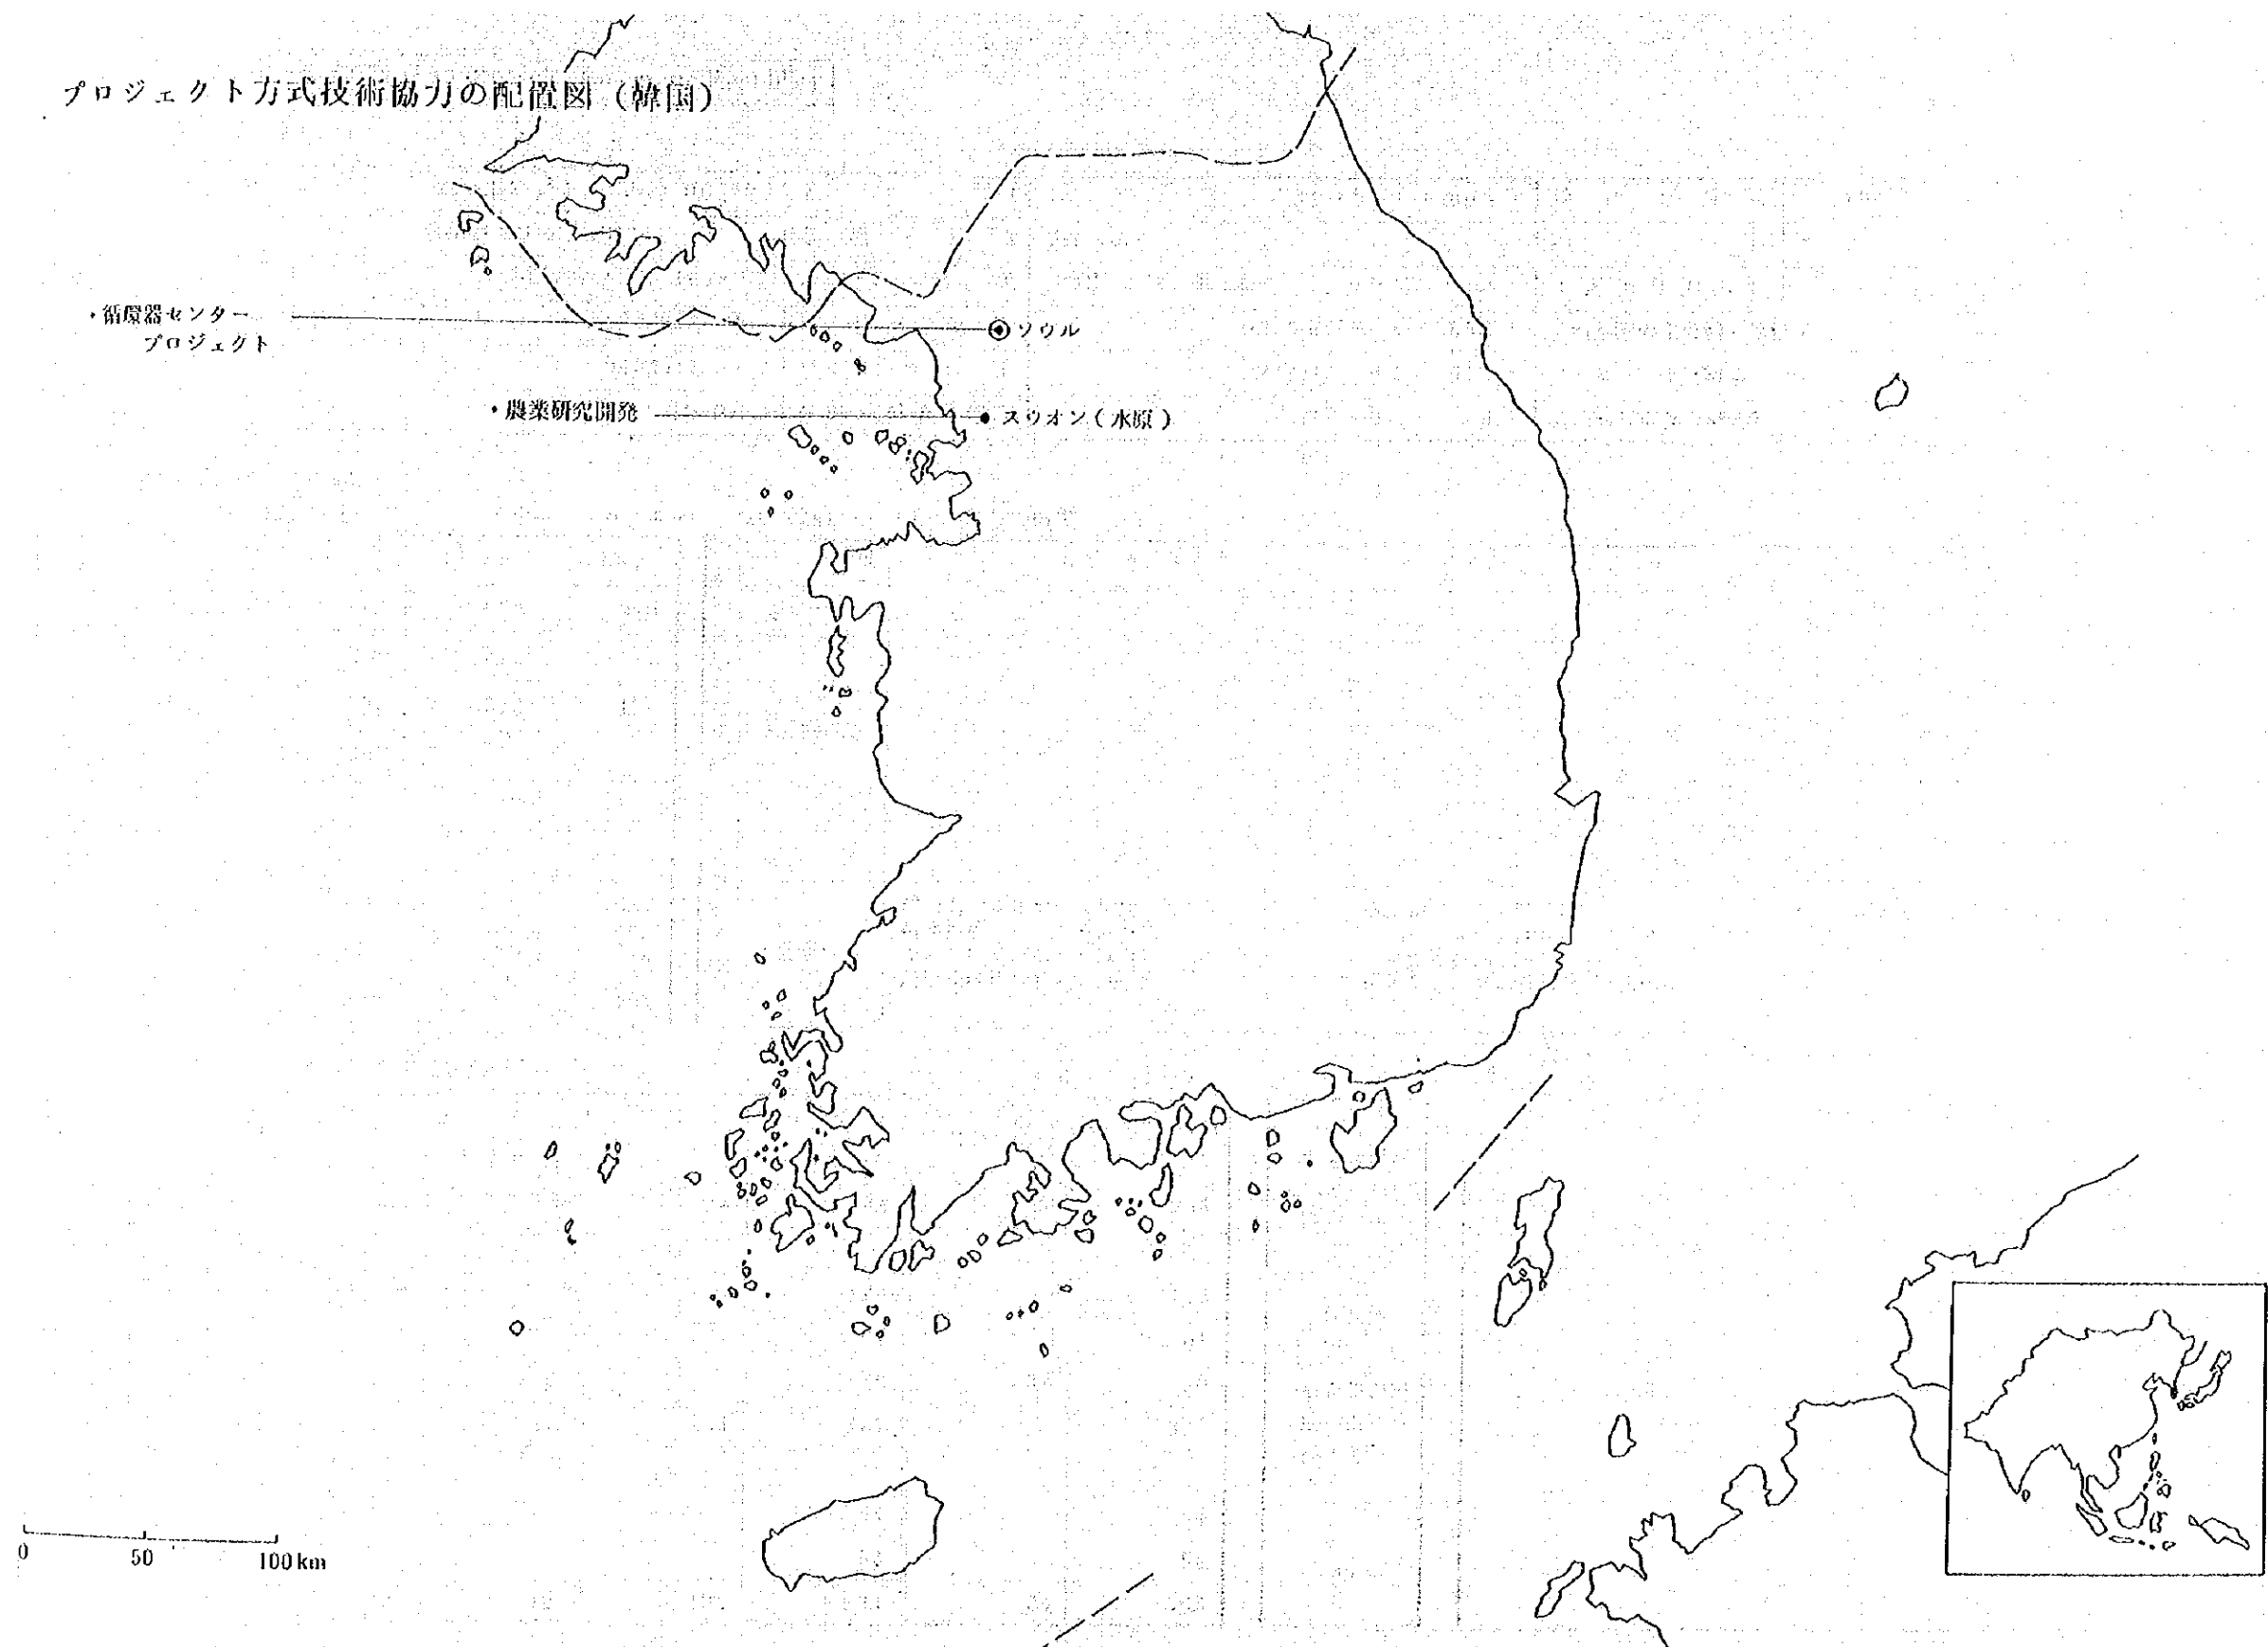 プロジェクト方式技術協力の配置図（韓国）
・循環器センター
プロジェクト
ソウル
・農業研究開発
スウオン（水原）
0 50 100km